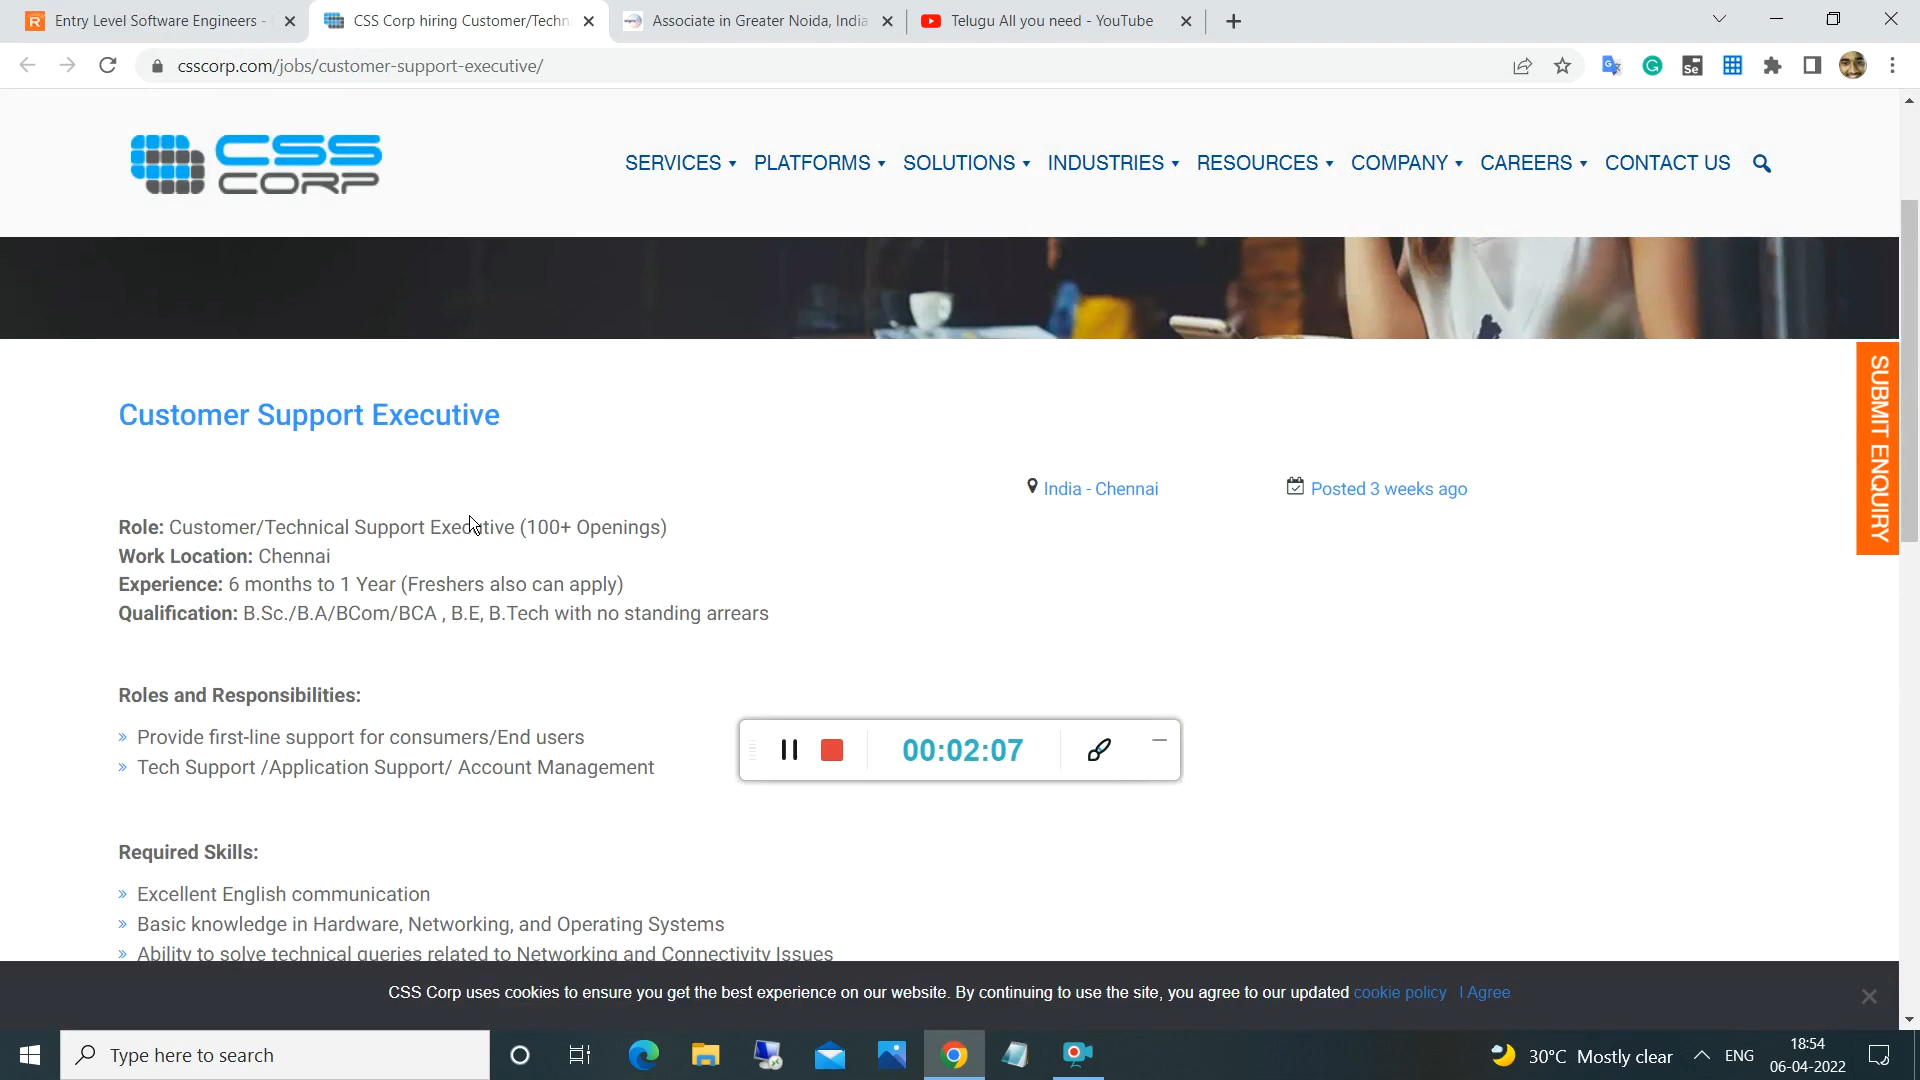 Entry Level Software Engineers -
CSS Corp hiring Customer/Techn
Associate in Greater Noida, India
Telugu All you need - YouTube
csscorp.com/jobs/customer-support-executive/
CSS
CORP
SERVICES PLATFORMS SOLUTIONS INDUSTRIES RESOURCES COMPANY CAREERS CONTACT US
SUBMIT ENQUIRY
Customer Support Executive
India - Chennai
Posted 3 weeks ago
Role: Customer/Technical Support Executive (100+ Openings)
Work Location: Chennai
Experience: 6 months to 1 Year (Freshers also can apply)
Qualification: B.Sc./B.A/BCom/BCA , B.E, B.Tech with no standing arrears
Roles and Responsibilities:
» Provide first-line support for consumers/End users
» Tech Support /Application Support/ Account Management
00:02:07
Required Skills:
» Excellent English communication
» Basic knowledge in Hardware, Networking, and Operating Systems
» Ability to solve technical queries related to Networking and Connectivity Issues
CSS Corp uses cookies to ensure you get the best experience on our website. By continuing to use the site, you agree to our updated cookie policy I Agree
Type here to search
30°C Mostly clear
ENG
18:54
06-04-2022